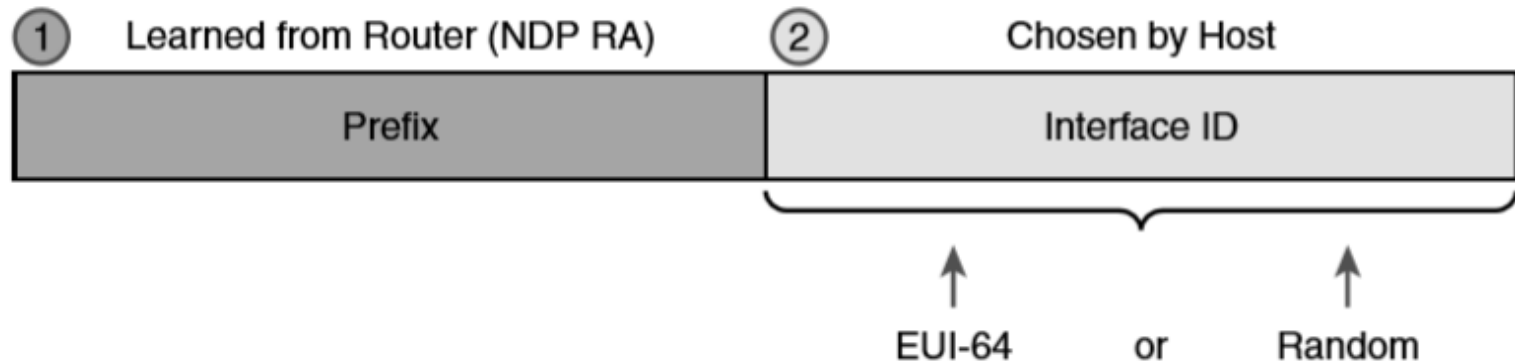 1 Learned from Router (NDP RA) 2 Chosen by Host
Prefix Interface ID
EUI-64 or Random